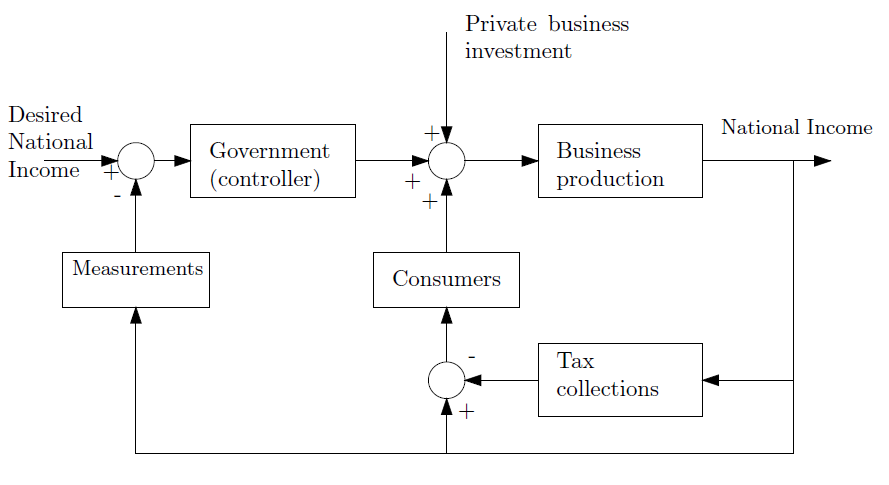 Private business
investment
Desired
National
Income
+
-
Government
(controller)
+
+
+
Business
production
National Income
Measurements
Consumers
-
+
Tax
collections